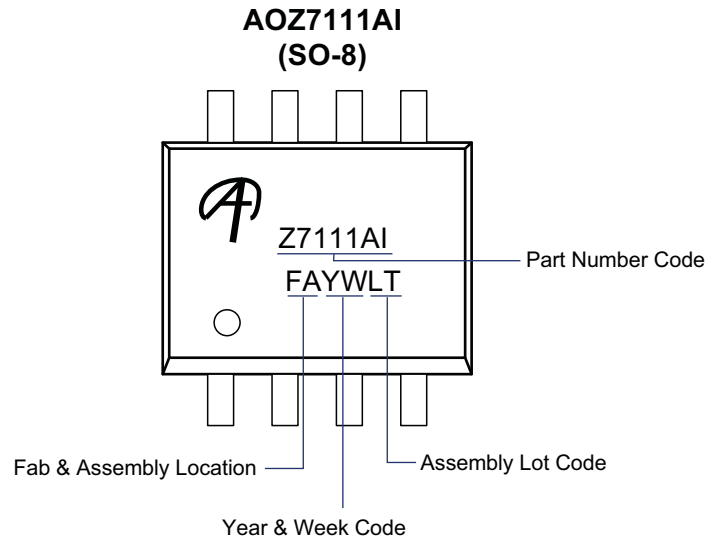 AOZ7111AI
(SO-8)
Z7111AI
Part Number Code
FAYWLT
Fab & Assembly Location
Assembly Lot Code
Year & Week Code